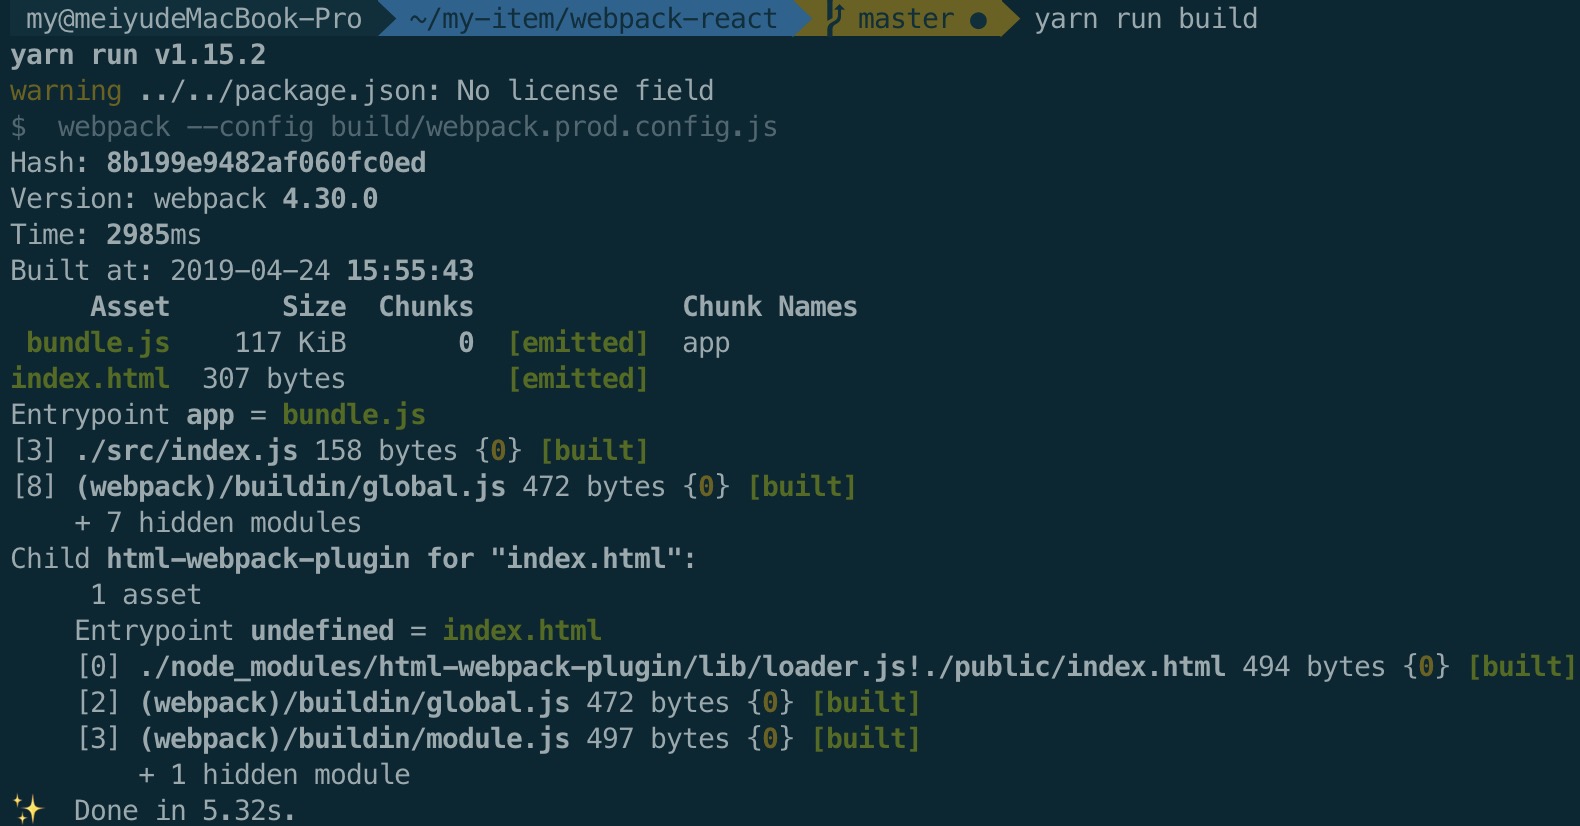 my@meiyudeMacBook-Pro ~/my-item/webpack-react master ● yarn run build
yarn run v1.15.2
warning ../../package.json: No license field
$  webpack --config build/webpack.prod.config.js
Hash: 8b199e9482af060fc0ed
Version: webpack 4.30.0
Time: 2985ms
Built at: 2019-04-24 15:55:43
     Asset       Size  Chunks             Chunk Names
 bundle.js    117 KiB       0  [emitted]  app
index.html  307 bytes          [emitted]
Entrypoint app = bundle.js
[3] ./src/index.js 158 bytes {0} [built]
[8] (webpack)/buildin/global.js 472 bytes {0} [built]
    + 7 hidden modules
Child html-webpack-plugin for "index.html":
     1 asset
    Entrypoint undefined = index.html
    [0] ./node_modules/html-webpack-plugin/lib/loader.js!./public/index.html 494 bytes {0} [built]
    [2] (webpack)/buildin/global.js 472 bytes {0} [built]
    [3] (webpack)/buildin/module.js 497 bytes {0} [built]
        + 1 hidden module
✨  Done in 5.32s.